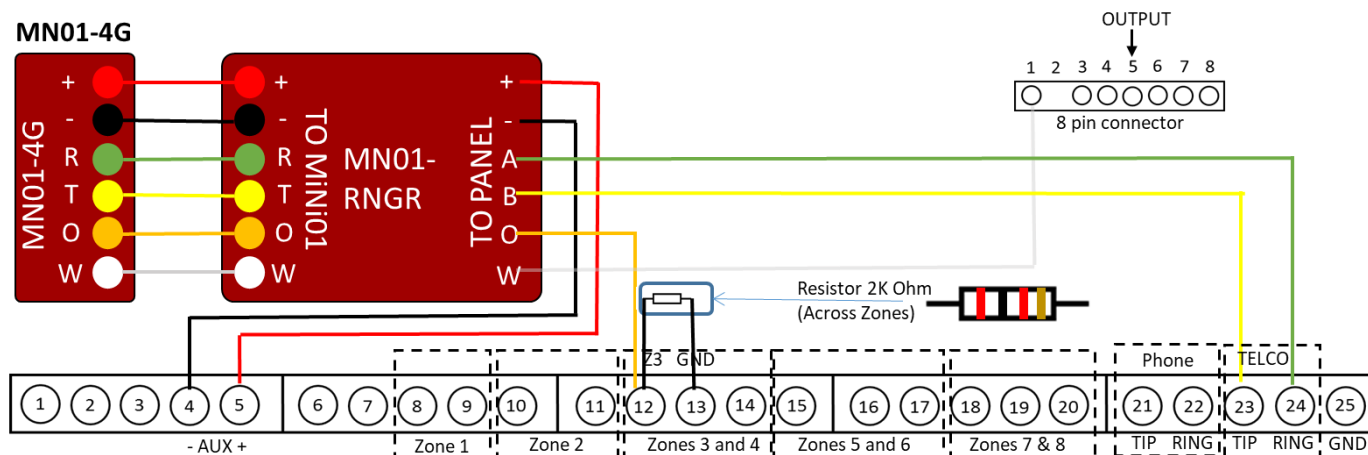 MN01-4G
OUTPUT
1 2 3 4 5 6 7 8
8 pin connector
MN01-4G
+
-
R
T
O
W
+
-
R
T
O
W
TO MiNi01
MN01-
RNGR
TO PANEL
+
-
A
B
O
W
Resistor 2K Ohm
(Across Zones)
Z3 GND
Phone
TELCO
1 2 3 4 5 6 7 8 9 10 11 12 13 14 15 16 17 18 19 20 21 22 23 24 25
- AUX +
Zone 1
Zone 2
Zones 3 and 4
Zones 5 and 6
Zones 7 & 8
TIP RING
TIP RING
GND